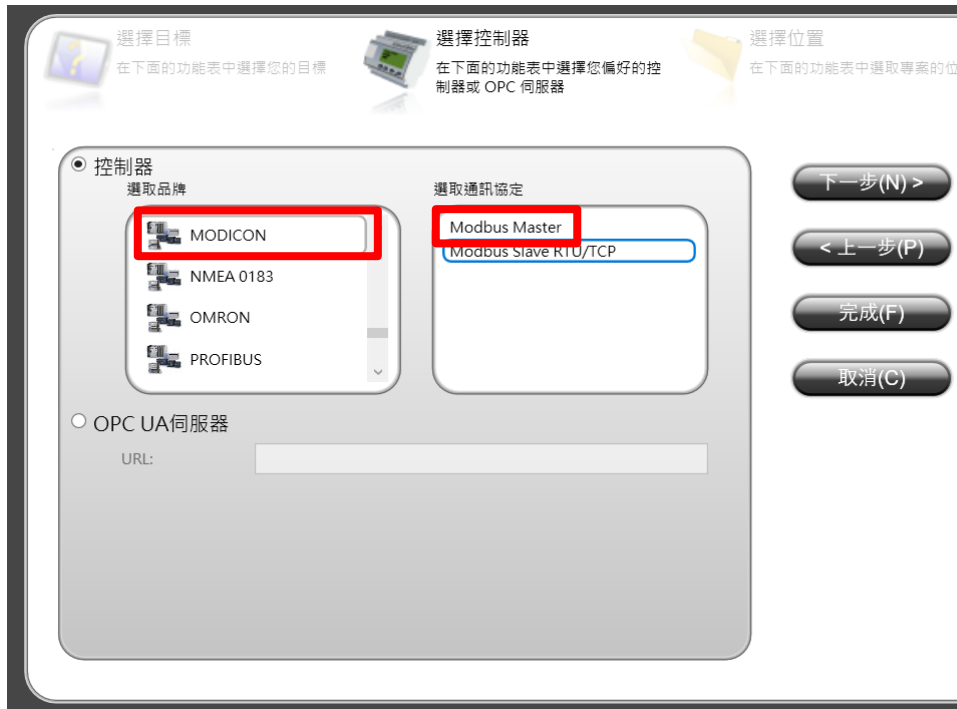 選擇目標
在下面的功能表中選擇您的目標
選擇控制器
在下面的功能表中選擇您偏好的控
制器或 OPC 伺服器
選擇位置
在下面的功能表中選取專案的位
控制器
選取品牌
MODICON
NMEA 0183
OMRON
PROFIBUS
選取通訊協定
Modbus Master
Modbus Slave RTU/TCP
OPC UA伺服器
URL:
下一步(N) >
< 上一步(P)
完成(F)
取消(C)